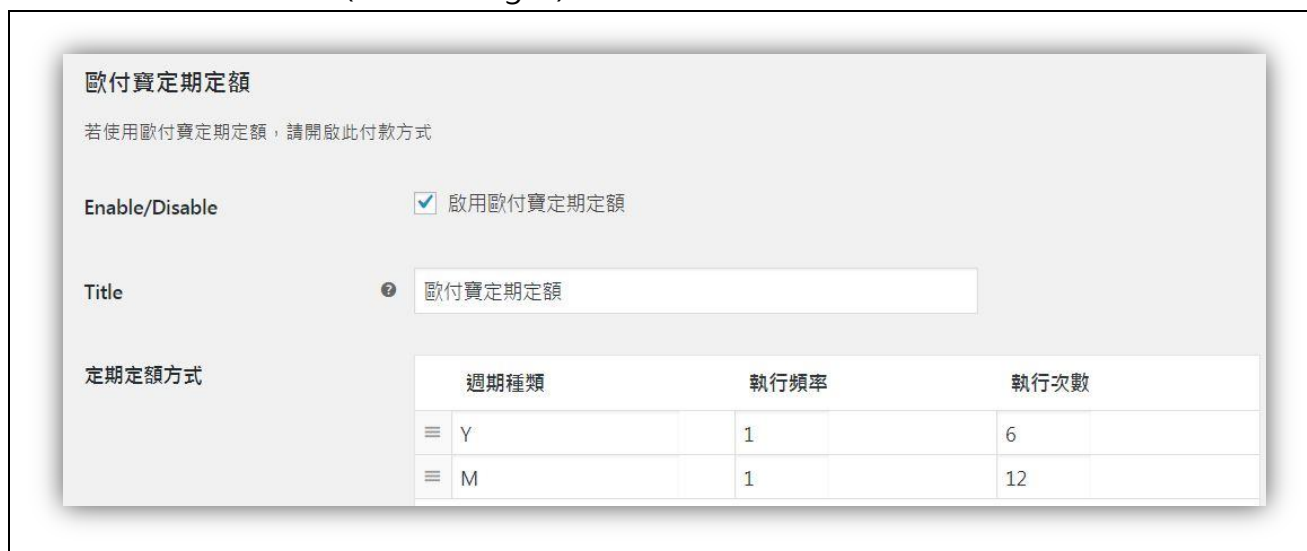 歐付寶定期定額
若使用歐付寶定期定額，請開啟此付款方式
Enable/Disable
啟用歐付寶定期定額
Title
歐付寶定期定額
定期定額方式
週期種類 執行頻率 執行次數
Y 1 6
M 1 12